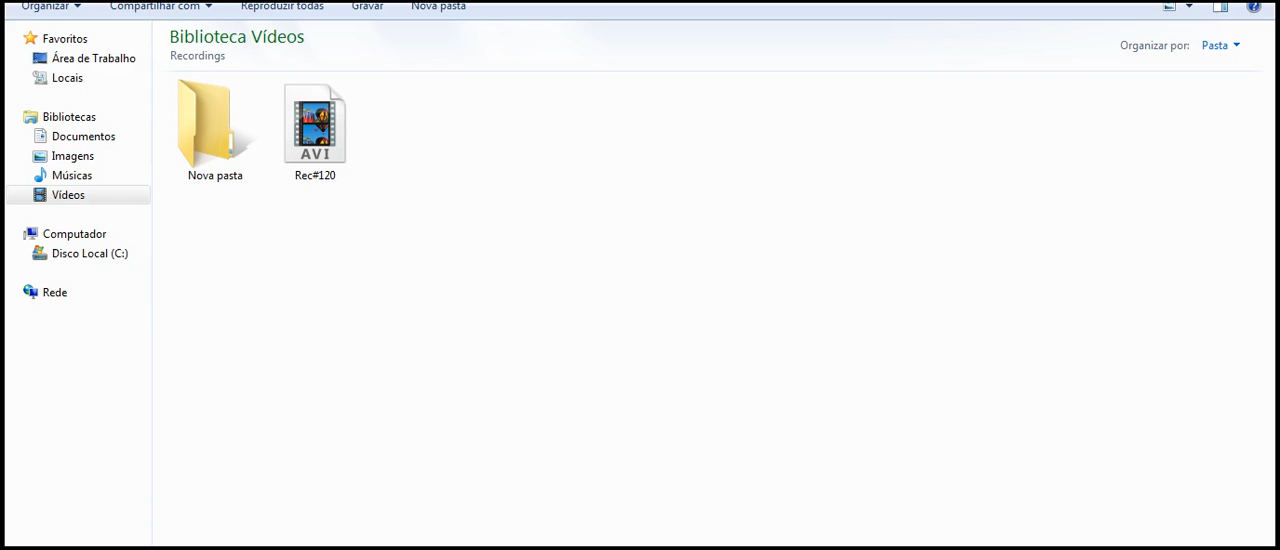 Organizar Compartilhar com Reproduzir todas Gravar Nova pasta
Favoritos
Área de Trabalho
Locais
Bibliotecas
Documentos
Imagens
Músicas
Vídeos
Computador
Disco Local (C:)
Rede
Biblioteca Vídeos
Recordings
Organizar por: Pasta
AVI
Nova pasta
Rec#120